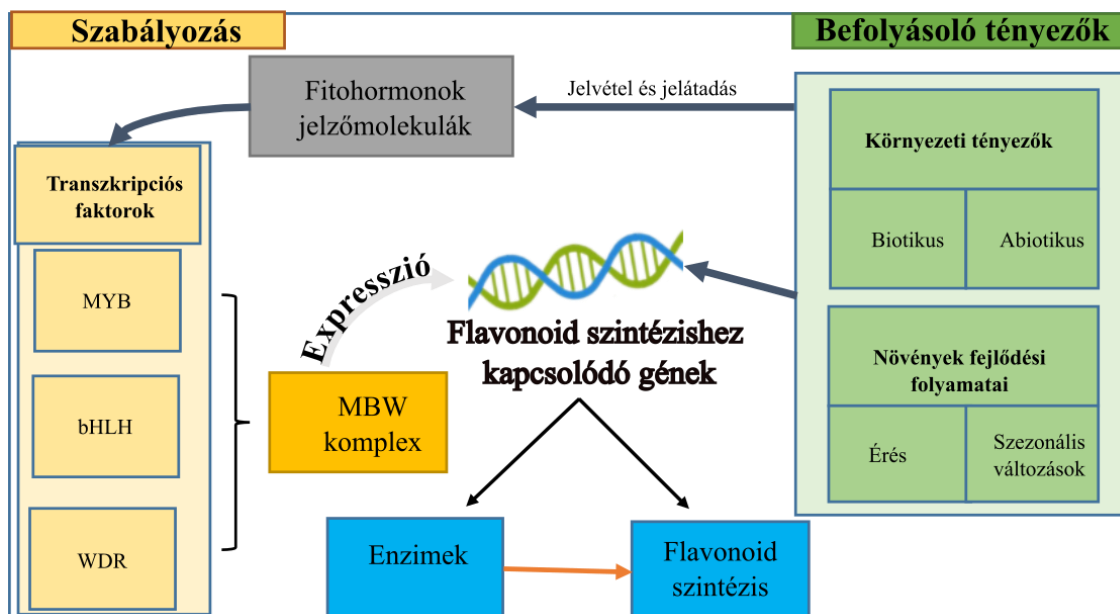 Szabályozás
Befolyásoló tényezők
Fitohormonok
jelzőmolekulák
Jelvétel és jelátadás
Környezeti tényezők
Biotikus
Abiotikus
Növények fejlődési
folyamatai
Érés
Szezonális
változások
Transzkripciós
faktorok
MYB
bHLH
WDR
MBW
komplex
Expresszió
Flavonoid szintézishez
kapcsolódó gének
Enzimek
Flavonoid
szintézis